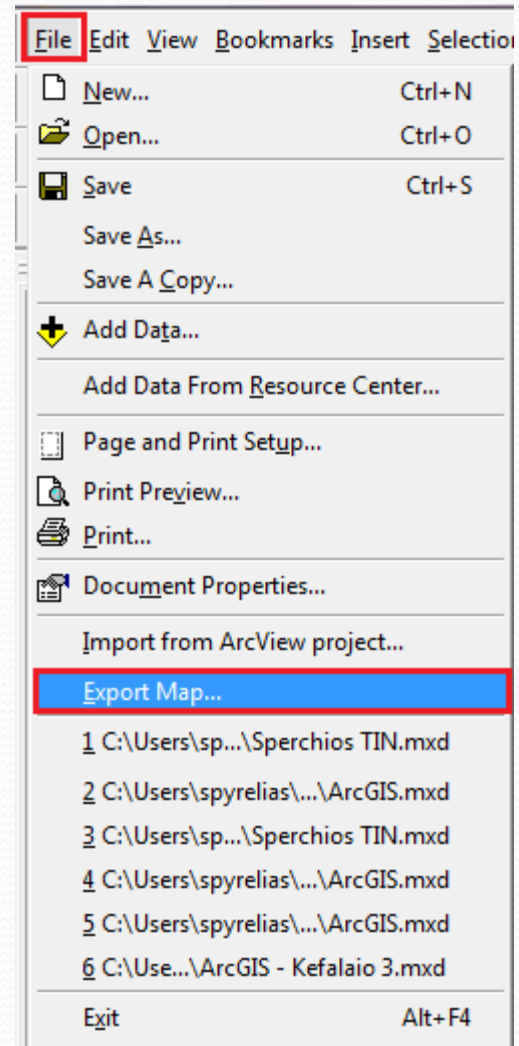 File Edit View Bookmarks Insert Selection
New... Ctrl+N
Open... Ctrl+O
Save Ctrl+S
Save As...
Save A Copy...
Add Data...
Add Data From Resource Center...
Page and Print Setup...
Print Preview...
Print...
Document Properties...
Import from ArcView project...
Export Map...
1 C:\Users\sp...\Sperchios TIN.mxd
2 C:\Users\spyrelias\...\ArcGIS.mxd
3 C:\Users\sp...\Sperchios TIN.mxd
4 C:\Users\spyrelias\...\ArcGIS.mxd
5 C:\Users\spyrelias\...\ArcGIS.mxd
6 C:\Use...\ArcGIS - Kefalaio 3.mxd
Exit Alt+F4